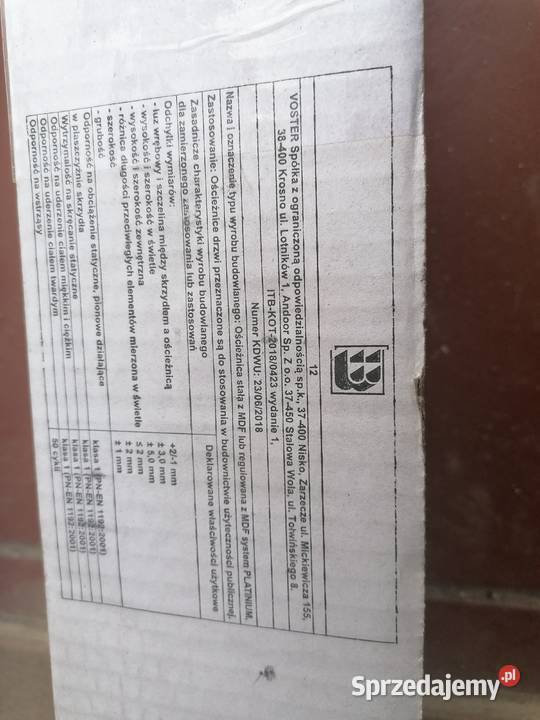 B
12
VOSTER Spółka z ograniczoną odpowiedzialnością sp.k., 37-400 Nisko, Zarzecze ul. Mickiewicza 155,
38-400 Krosno ul. Lotników 1, Andoor Sp. Z o.o. 37-450 Stalowa Wola, ul. Tołwińskiego 8.
ITB-KOT-2018/0423 wydanie 1,
Numer KDWU: 23/06/2018
Nazwa i oznaczenie typu wyrobu budowlanego: Ościeżnica stała z MDF lub regulowana z MDF system PLATINIUM,
Zastosowanie: Ościeżnice drzwi przeznaczone są do stosowania w budownictwie użyteczności publicznej.
Zasadnicze charakterystyki wyrobu budowlanego
dla zamierzonego zastosowania lub zastosowań
Deklarowane właściwości użytkowe
Odchyłki wymiarów:
- luz wrębowy i szczelina między skrzydłem a ościeżnicą
+2/-1 mm
- wysokość i szerokość w świetle
± 3,0 mm
- wysokość i szerokość zewnętrzna
± 5,0 mm
- różnica długości przeciwległych elementów mierzona w świetle
≤ 2 mm
- szerokość
± 2 mm
- grubość
± 1 mm
Odporność na obciążenie statyczne, pionowe działające
w płaszczyźnie skrzydła
klasa 1 (PN-EN 1192:2001)
Wytrzymałość na skręcanie statyczne
klasa 1 (PN-EN 1192:2001)
Odporność na uderzenie ciałem miękkim i ciężkim
klasa 1 (PN-EN 1192:2001)
Odporność na uderzenie ciałem twardym
klasa 1 (PN-EN 1192:2001)
Odporność na wstrząsy
50 cykli
Sprzedajemy.pl